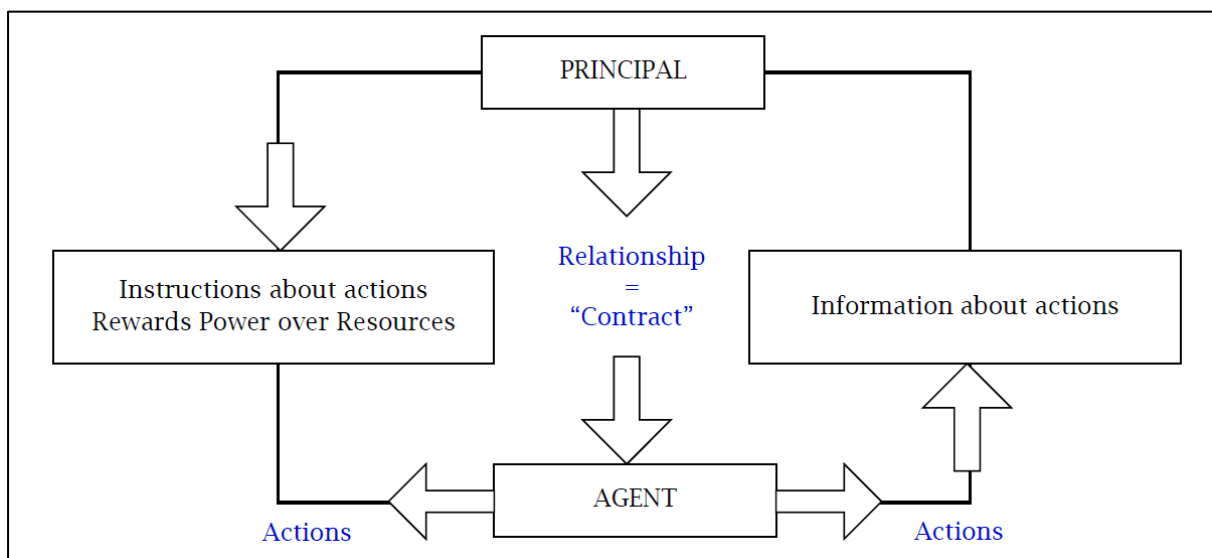 PRINCIPAL
Relationship
=
“Contract”
Instructions about actions
Rewards Power over Resources
Information about actions
AGENT
Actions
Actions